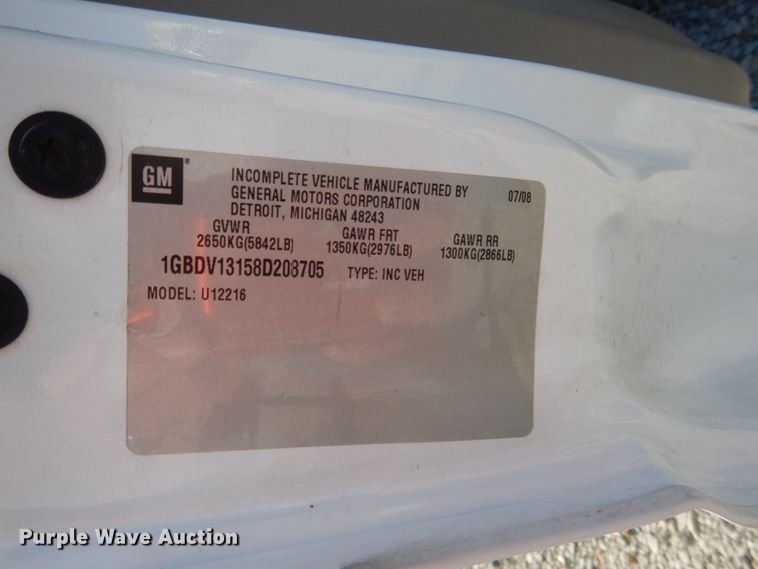 GM
INCOMPLETE VEHICLE MANUFACTURED BY
GENERAL MOTORS CORPORATION
DETROIT, MICHIGAN 48243
07/08
GVWR GAWR FRT GAWR RR
2650KG(5842LB) 1350KG(2976LB) 1300KG(2866LB)
1GBDV13158D208705 TYPE: INC VEH
MODEL: U12216
Purple Wave Auction